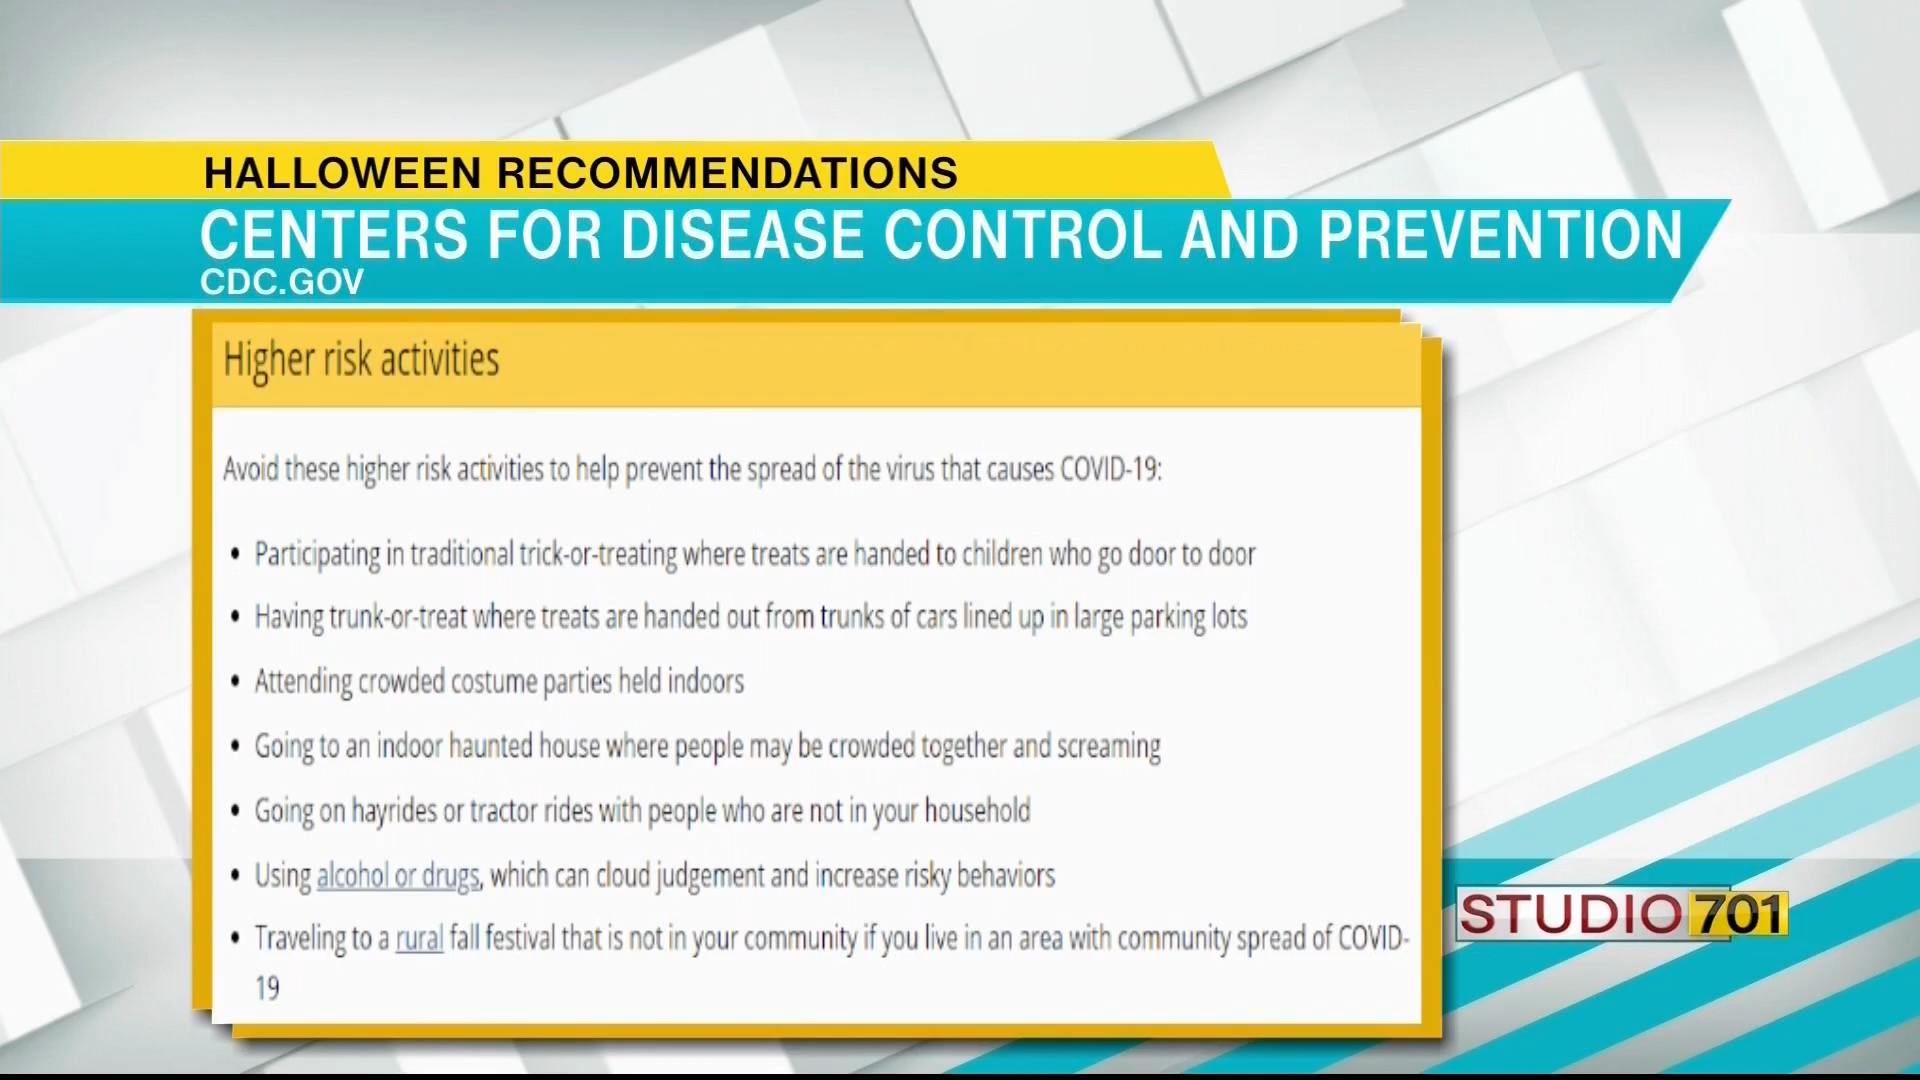 HALLOWEEN RECOMMENDATIONS
CENTERS FOR DISEASE CONTROL AND PREVENTION
CDC.GOV
Higher risk activities
Avoid these higher risk activities to help prevent the spread of the virus that causes COVID-19:
• Participating in traditional trick-or-treating where treats are handed to children who go door to door
• Having trunk-or-treat where treats are handed out from trunks of cars lined up in large parking lots
• Attending crowded costume parties held indoors
• Going to an indoor haunted house where people may be crowded together and screaming
• Going on hayrides or tractor rides with people who are not in your household
• Using alcohol or drugs, which can cloud judgement and increase risky behaviors
• Traveling to a rural fall festival that is not in your community if you live in an area with community spread of COVID-
19
STUDIO 701